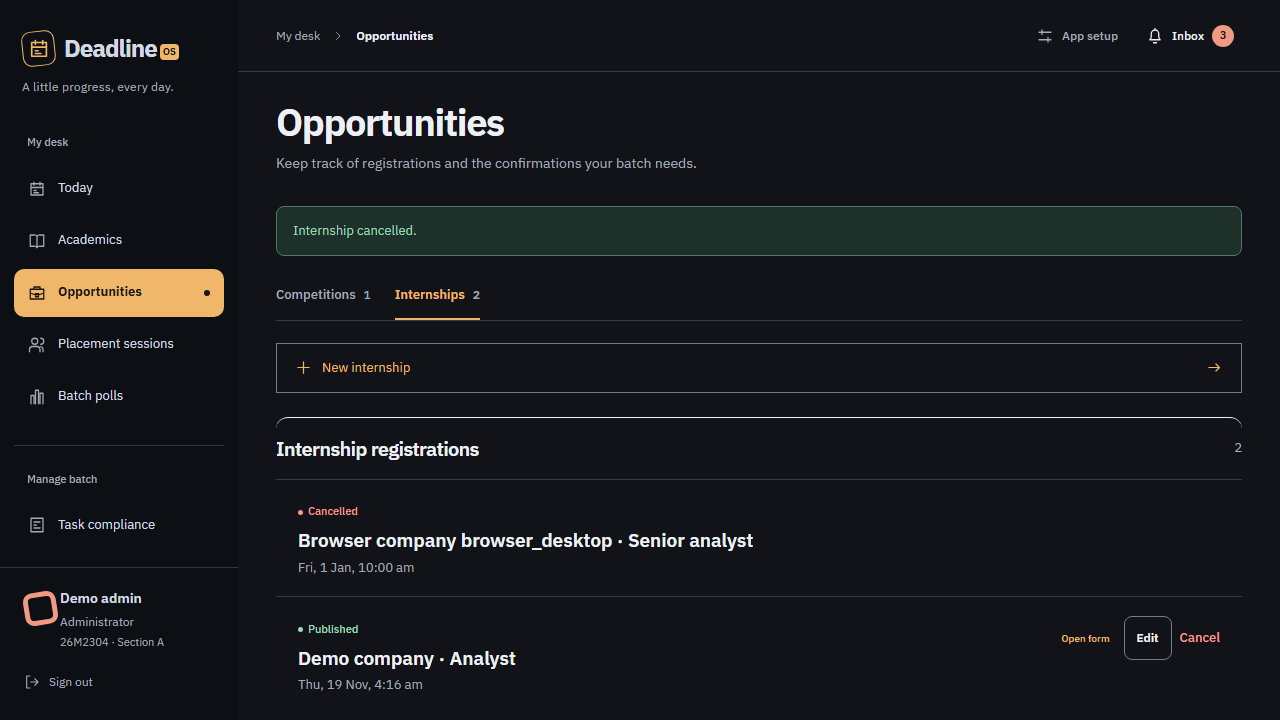 Deadline OS
A little progress, every day.
My desk
Today
Academics
Opportunities
Placement sessions
Batch polls
Manage batch
Task compliance
Demo admin
Administrator
26M2304 · Section A
Sign out
My desk > Opportunities
App setup
Inbox 3
Opportunities
Keep track of registrations and the confirmations your batch needs.
Internship cancelled.
Competitions 1 Internships 2
New internship
Internship registrations 2
Cancelled
Browser company browser_desktop · Senior analyst
Fri, 1 Jan, 10:00 am
Published
Demo company · Analyst
Thu, 19 Nov, 4:16 am
Open form Edit Cancel